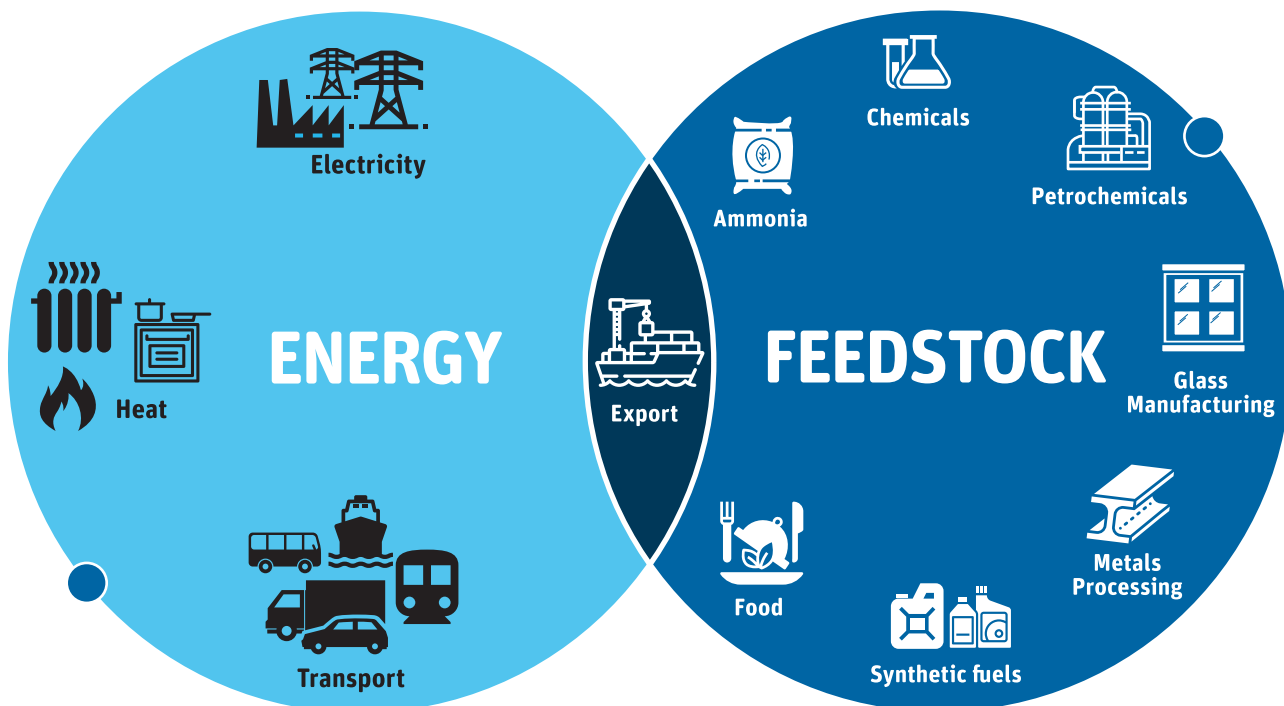 Electricity
ENERGY
Heat
Transport
Export
FEEDSTOCK
Chemicals
Petrochemicals
Ammonia
Glass
Manufacturing
Metals
Processing
Food
Synthetic fuels